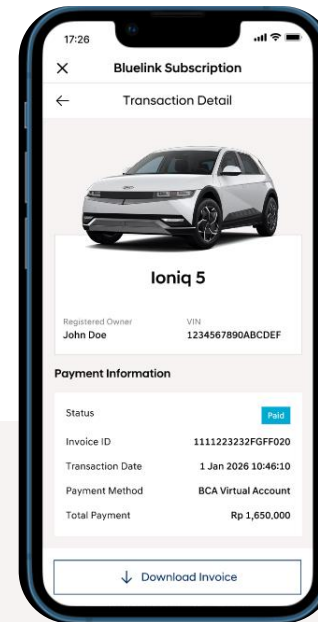 17:26
Bluelink Subscription
Transaction Detail
Ioniq 5
Registered Owner VIN
John Doe 1234567890ABCDEF
Payment Information
Status Paid
Invoice ID 1111223232FGFF020
Transaction Date 1 Jan 2026 10:46:10
Payment Method BCA Virtual Account
Total Payment Rp 1,650,000
Download Invoice